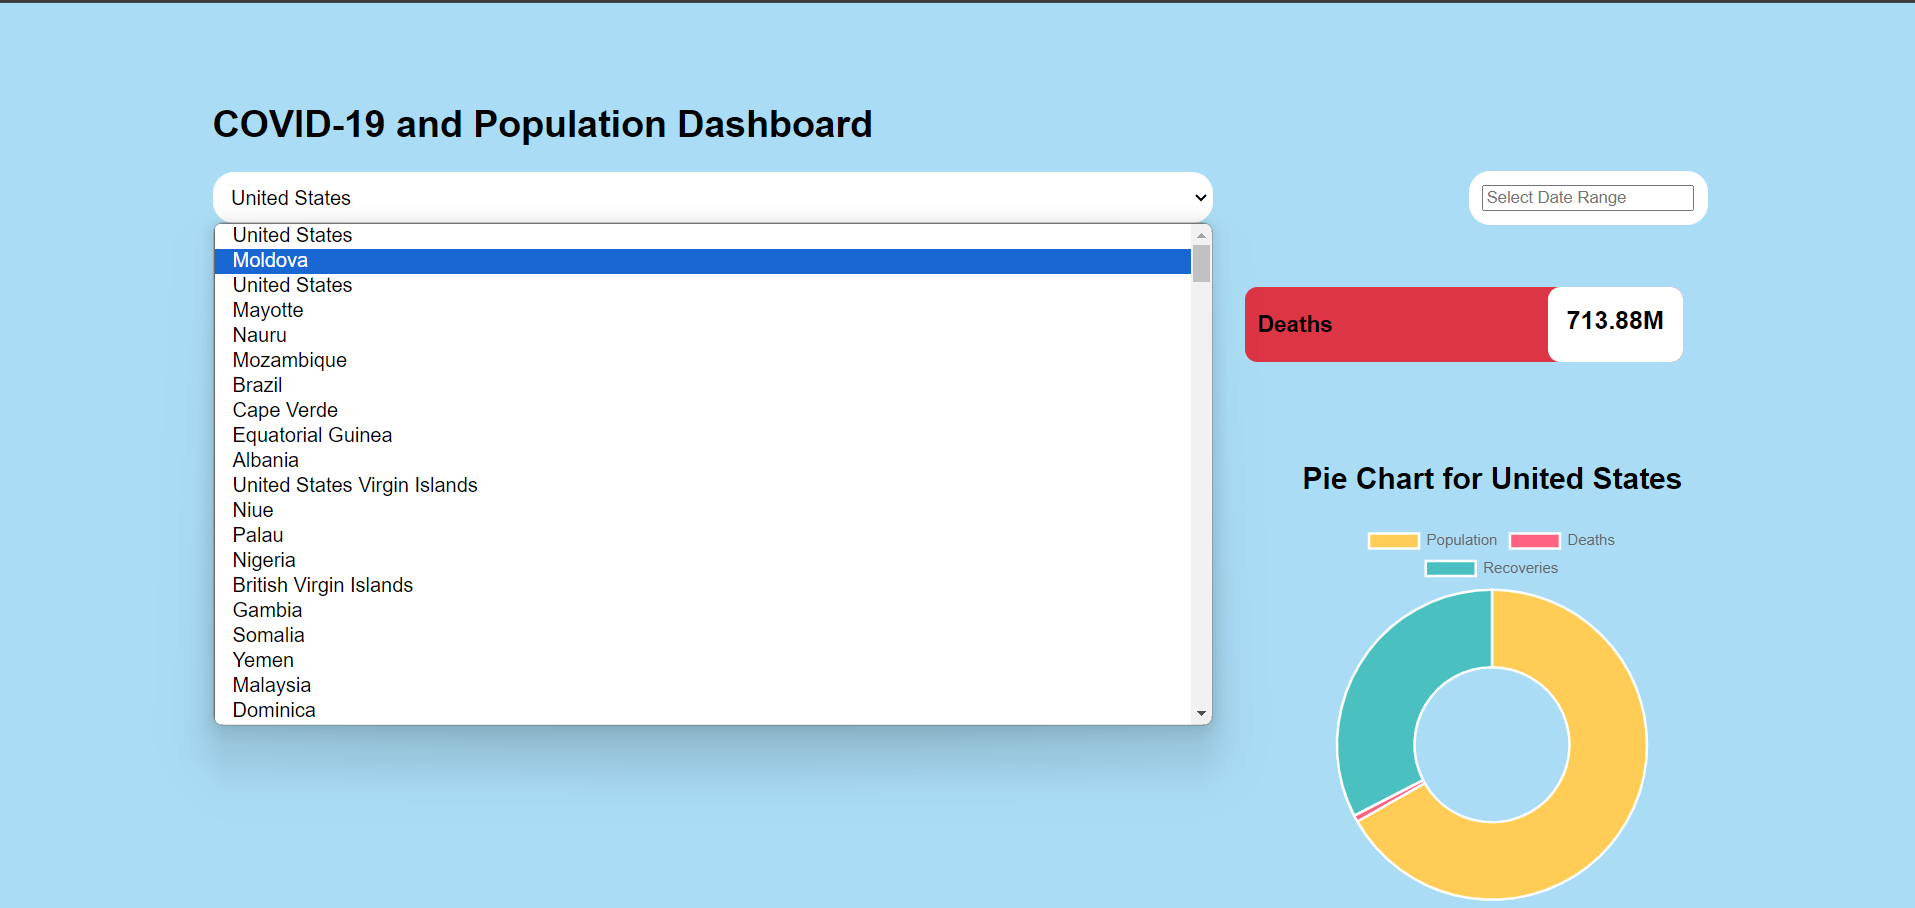 COVID-19 and Population Dashboard
United States
Select Date Range
United States
Moldova
United States
Mayotte
Nauru
Mozambique
Brazil
Cape Verde
Equatorial Guinea
Albania
United States Virgin Islands
Niue
Palau
Nigeria
British Virgin Islands
Gambia
Somalia
Yemen
Malaysia
Dominica
Deaths
713.88M
Pie Chart for United States
Population
Deaths
Recoveries